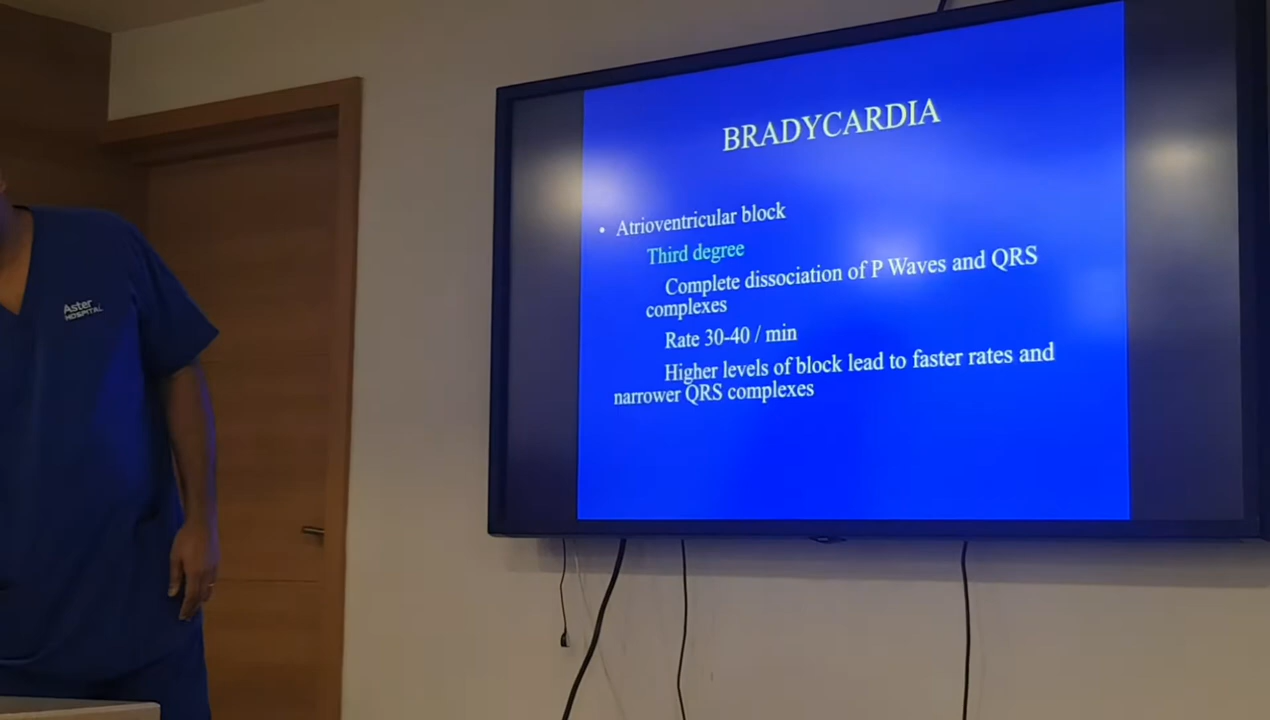 Aster
HOSPITAL
BRADYCARDIA
• Atrioventricular block
Third degree
Complete dissociation of P Waves and QRS
complexes
Rate 30-40 / min
Higher levels of block lead to faster rates and
narrower QRS complexes